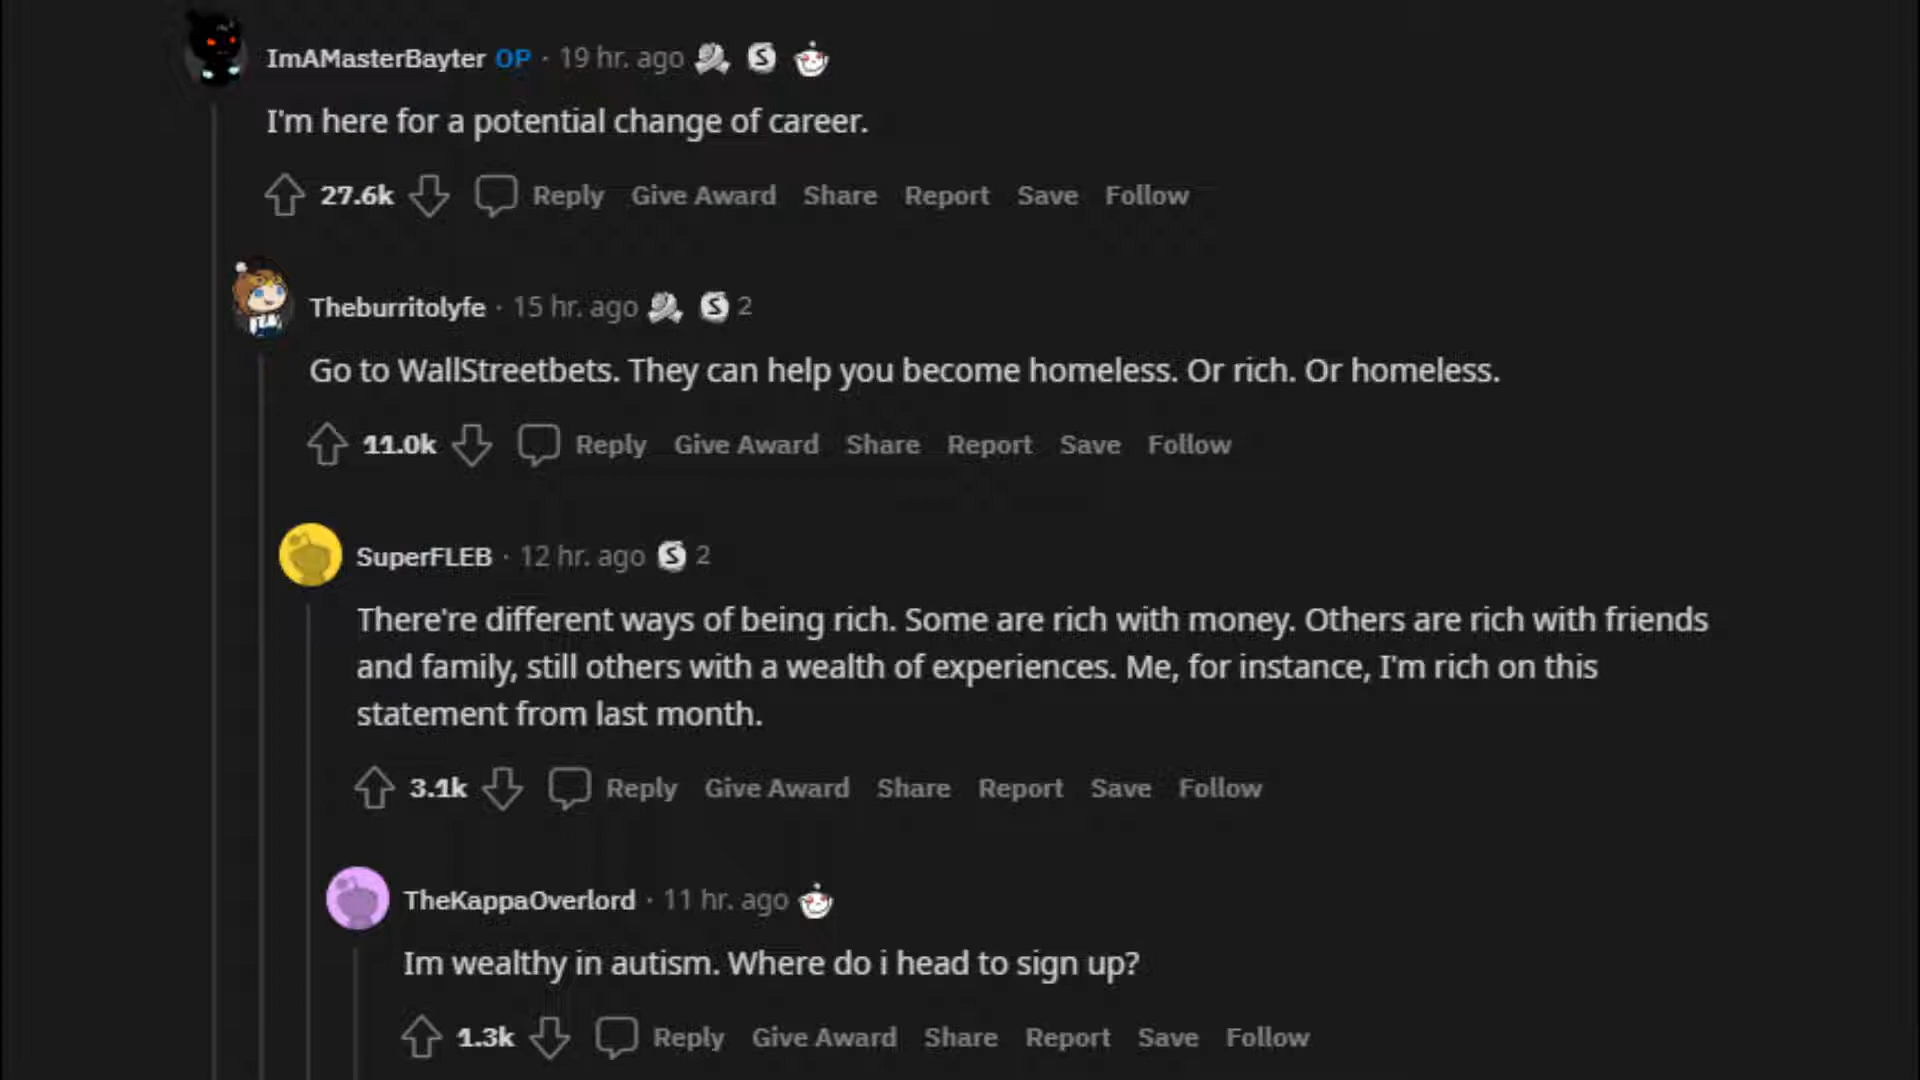 ImAMasterBayter OP · 19 hr. ago
I'm here for a potential change of career.
27.6k Reply Give Award Share Report Save Follow
Theburritolyfe · 15 hr. ago 2
Go to WallStreetbets. They can help you become homeless. Or rich. Or homeless.
11.0k Reply Give Award Share Report Save Follow
SuperFLEB · 12 hr. ago 2
There're different ways of being rich. Some are rich with money. Others are rich with friends
and family, still others with a wealth of experiences. Me, for instance, I'm rich on this
statement from last month.
3.1k Reply Give Award Share Report Save Follow
TheKappaOverlord · 11 hr. ago
Im wealthy in autism. Where do i head to sign up?
1.3k Reply Give Award Share Report Save Follow